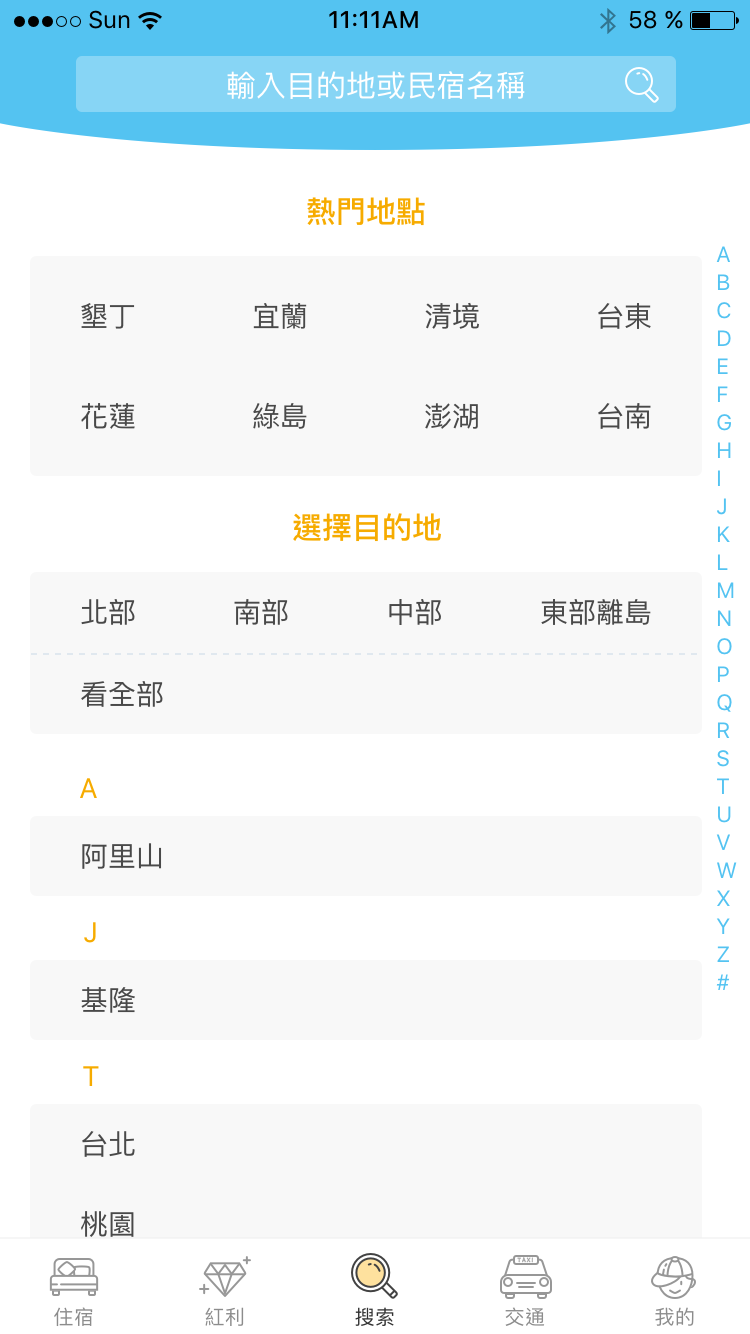 Sun 11:11AM 58 %
輸入目的地或民宿名稱
熱門地點
墾丁 宜蘭 清境 台東
花蓮 綠島 澎湖 台南
選擇目的地
北部 南部 中部 東部離島
看全部
A
阿里山
J
基隆
T
台北
桃園
A
B
C
D
E
F
G
H
I
J
K
L
M
N
O
P
Q
R
S
T
U
V
W
X
Y
Z
#
TAXI
住宿 紅利 搜索 交通 我的